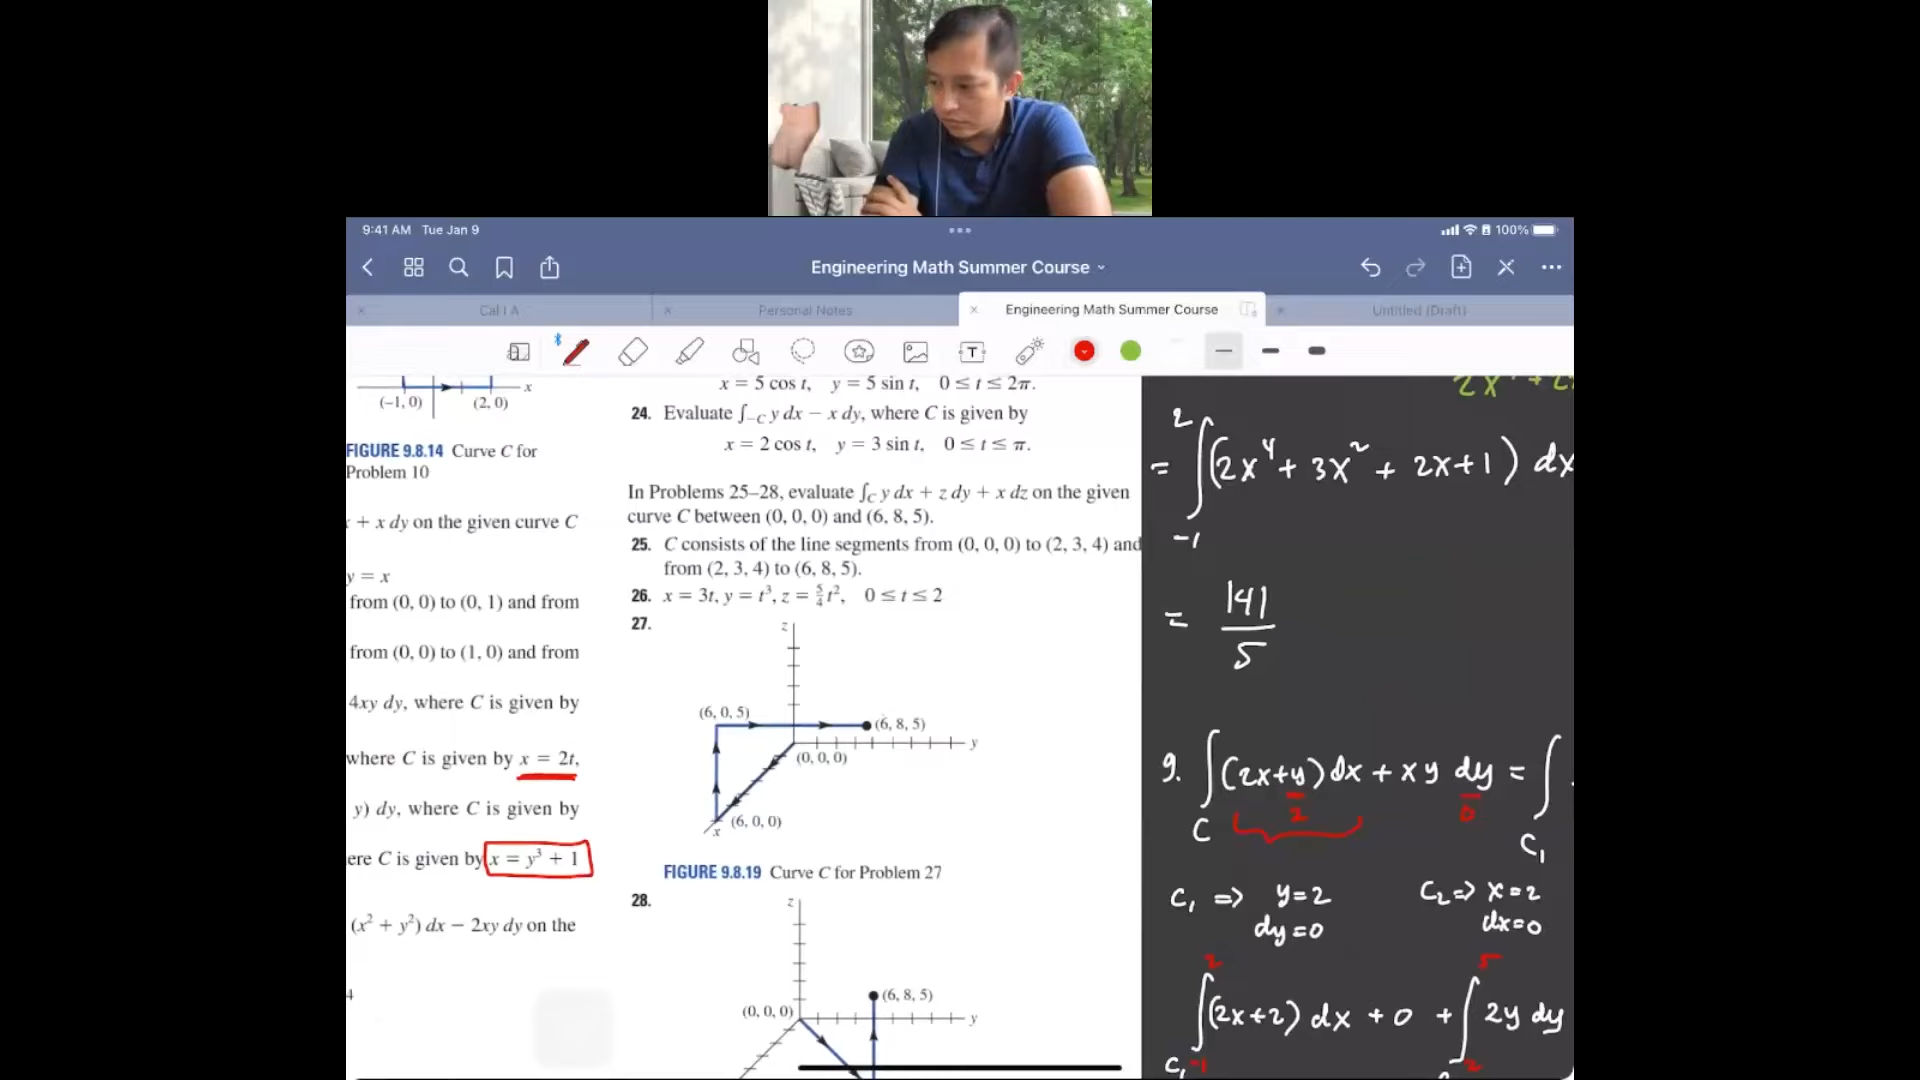 9:41 AM Tue Jan 9
100%
Engineering Math Summer Course
Cal I A
Personal Notes
Engineering Math Summer Course
Untitled (Draft)
(−1, 0)
(2, 0)
x
FIGURE 9.8.14 Curve C for
Problem 10
+ x dy on the given curve C
y = x
from (0, 0) to (0, 1) and from
from (0, 0) to (1, 0) and from
4xy dy, where C is given by
where C is given by x = 2t,
y) dy, where C is given by
ere C is given by x = y³ + 1
(x² + y²) dx − 2xy dy on the
4
x = 5 cos t, y = 5 sin t, 0 ≤ t ≤ 2π.
24. Evaluate ∫₋C y dx − x dy, where C is given by
x = 2 cos t, y = 3 sin t, 0 ≤ t ≤ π.
In Problems 25–28, evaluate ∫C y dx + z dy + x dz on the given
curve C between (0, 0, 0) and (6, 8, 5).
25. C consists of the line segments from (0, 0, 0) to (2, 3, 4) and
from (2, 3, 4) to (6, 8, 5).
26. x = 3t, y = t³, z = 5/4 t², 0 ≤ t ≤ 2
27.
z
(6, 0, 5)
(6, 8, 5)
y
(0, 0, 0)
(6, 0, 0)
x
FIGURE 9.8.19 Curve C for Problem 27
28.
z
(6, 8, 5)
(0, 0, 0)
y
= ∫ 2 −1 (2x⁴ + 3x² + 2x + 1) dx
= 141/5
9. ∫C (2x+y) dx + xy dy = ∫C₁
2 0
C₁ => y=2 C₂ => x=2
dy=0 dx=0
2 5
∫(2x+2) dx + 0 + ∫ 2y dy
C₁ -1 2